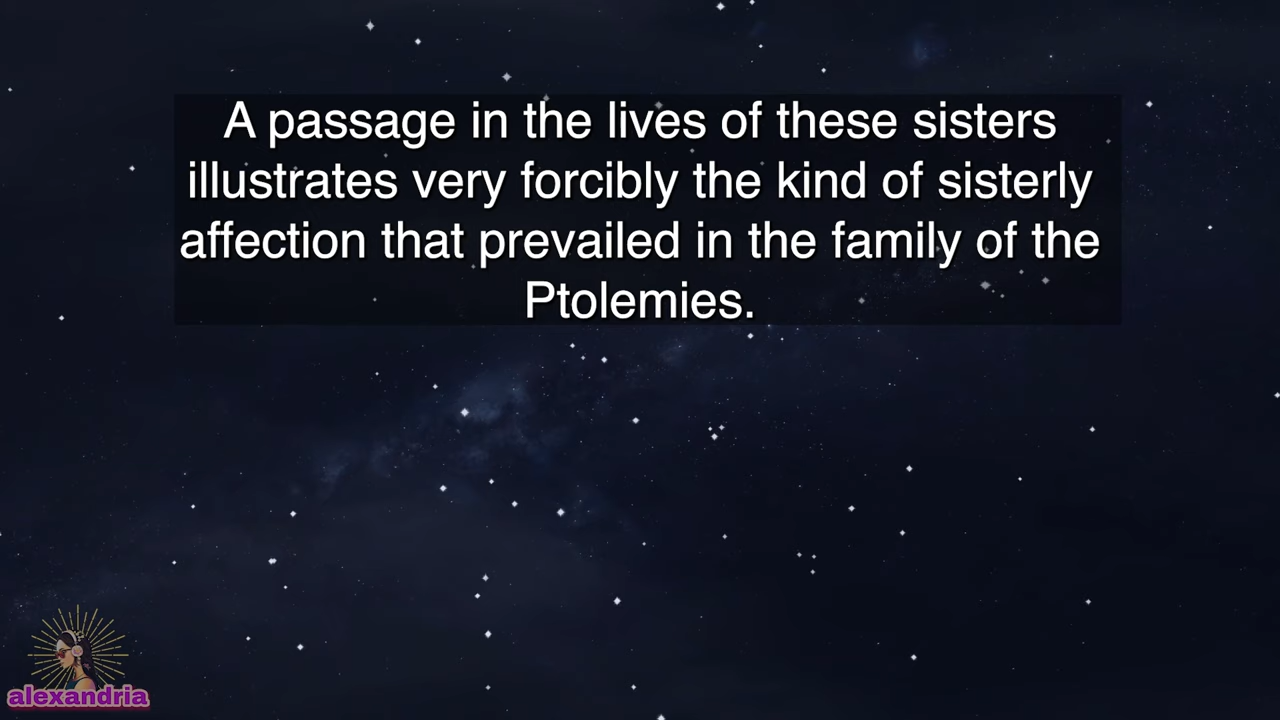 A passage in the lives of these sisters
illustrates very forcibly the kind of sisterly
affection that prevailed in the family of the
Ptolemies.
alexandria